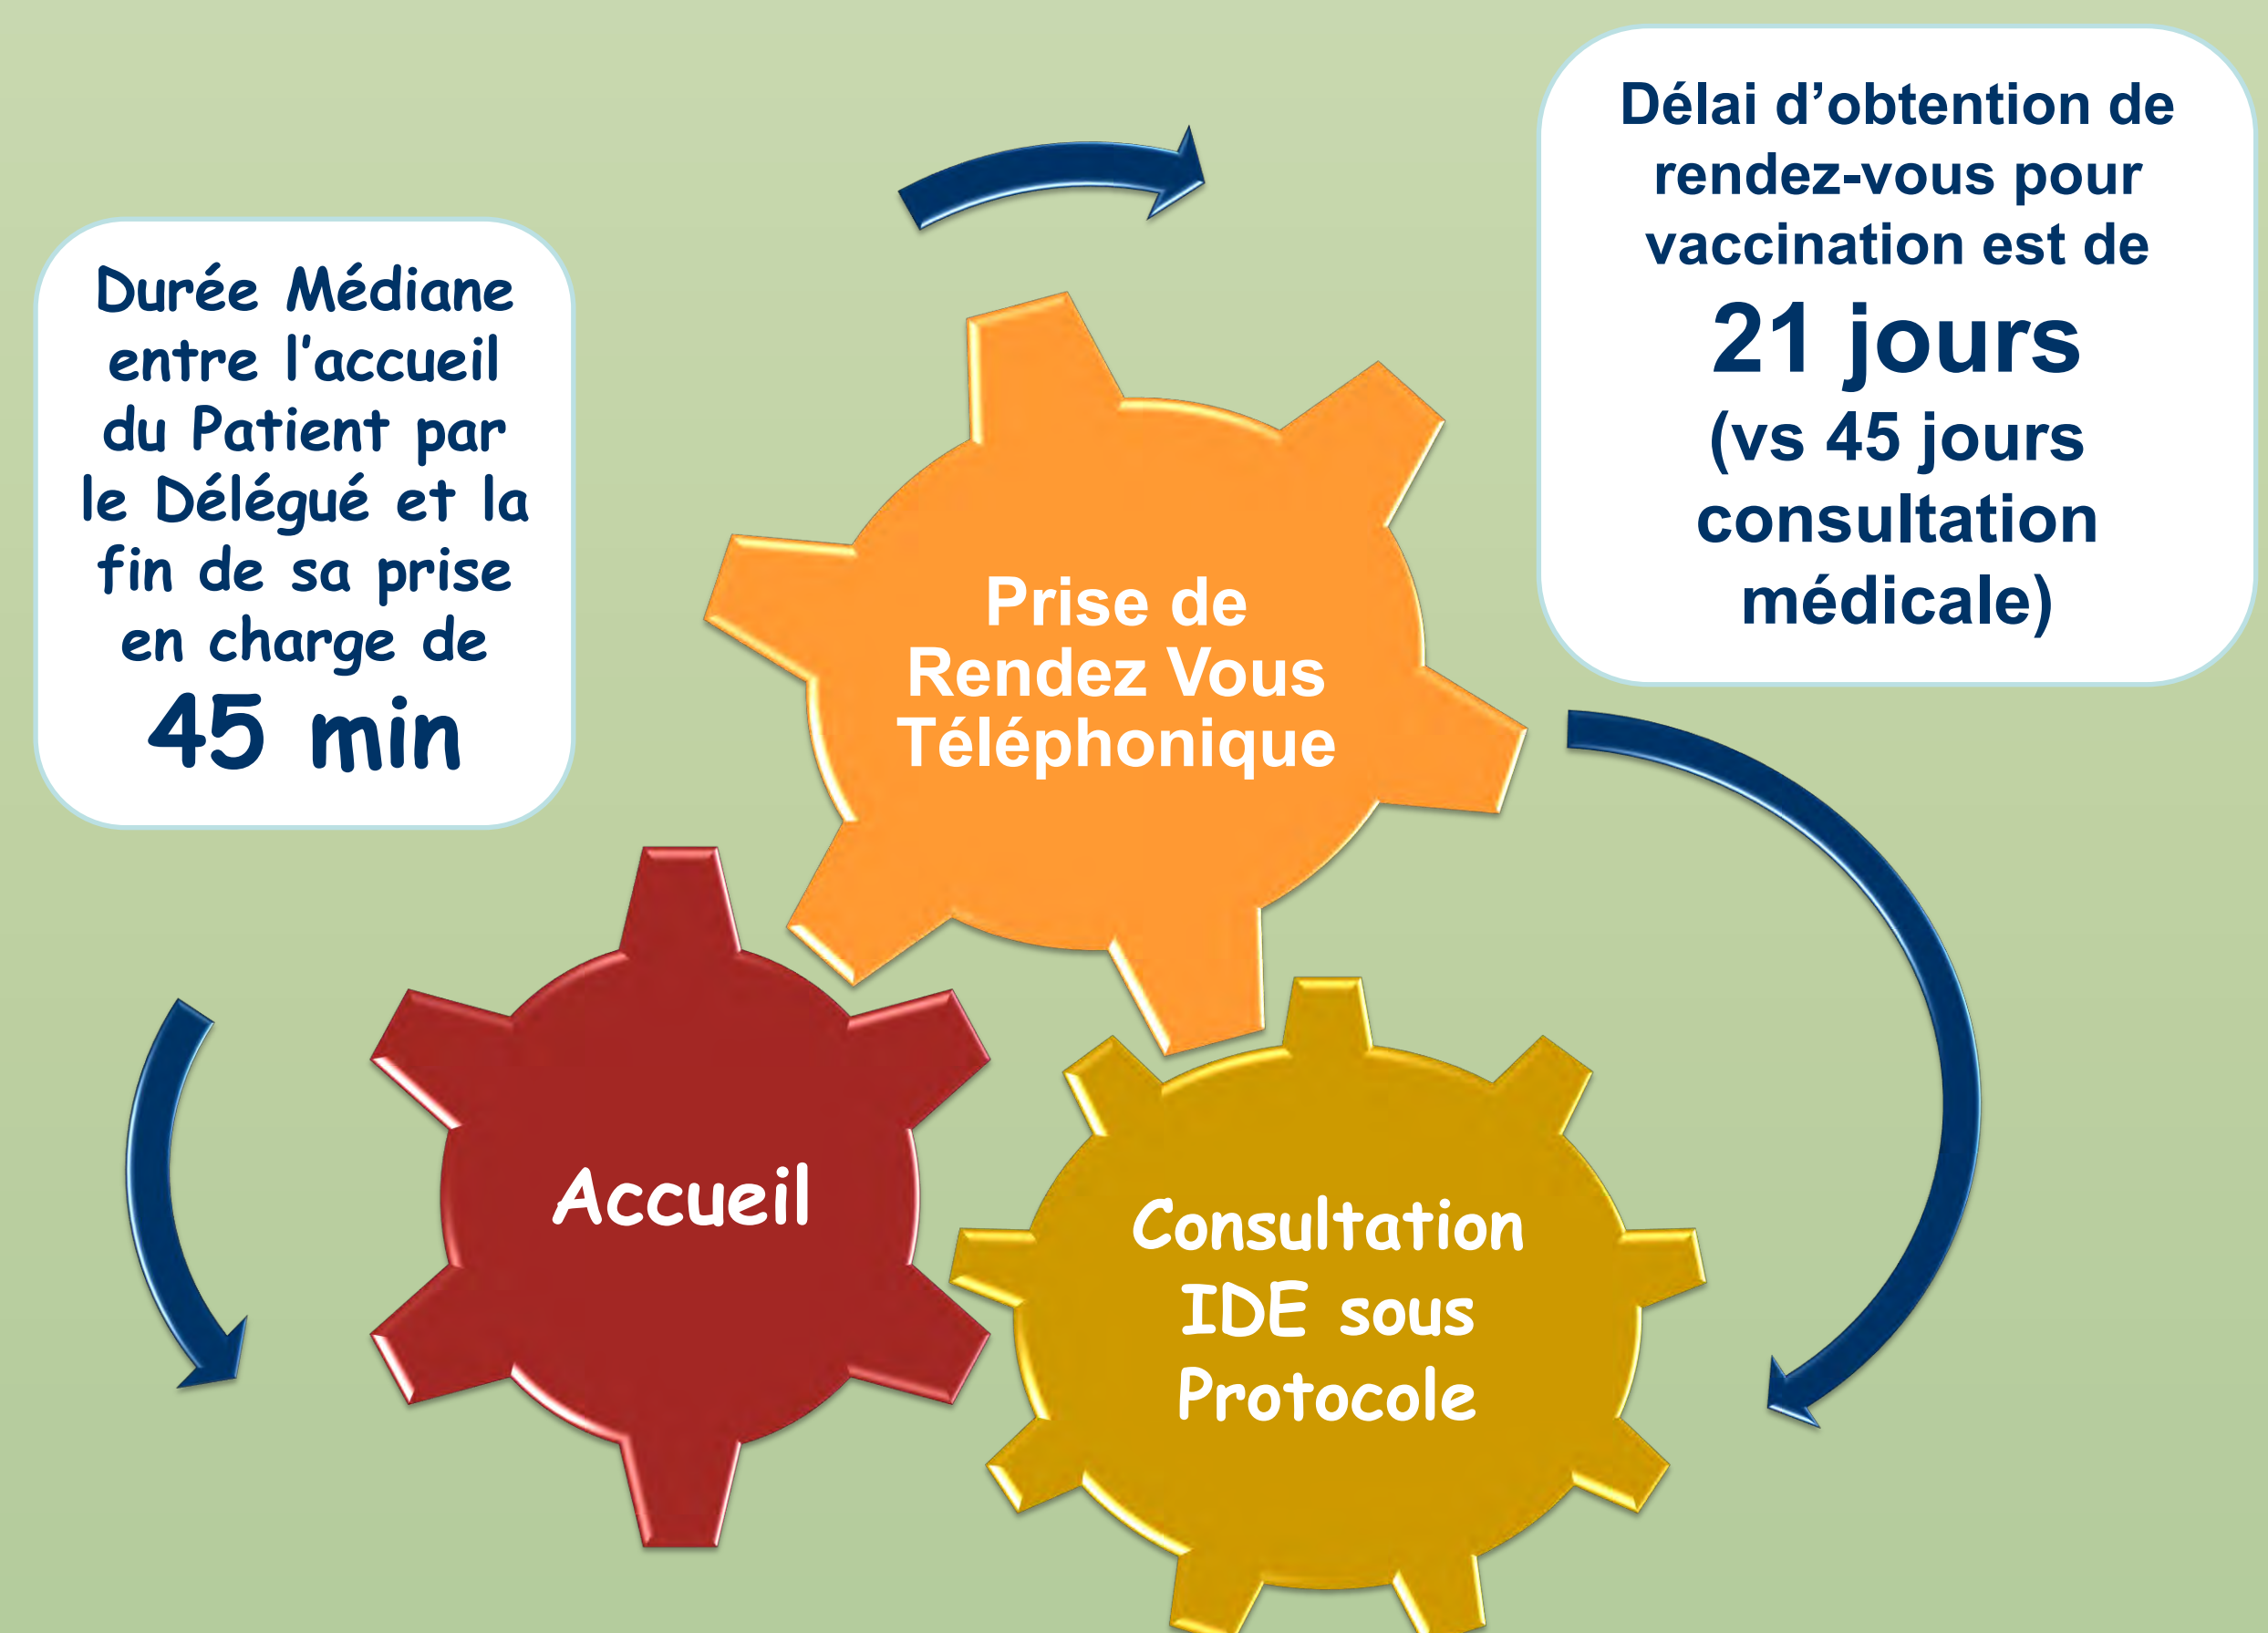 Durée Médiane
entre l'accueil
du Patient par
le Délégué et la
fin de sa prise
en charge de
45 min
Délai d’obtention de
rendez-vous pour
vaccination est de
21 jours
(vs 45 jours
consultation
médicale)
Prise de
Rendez Vous
Téléphonique
Accueil
Consultation
IDE sous
Protocole